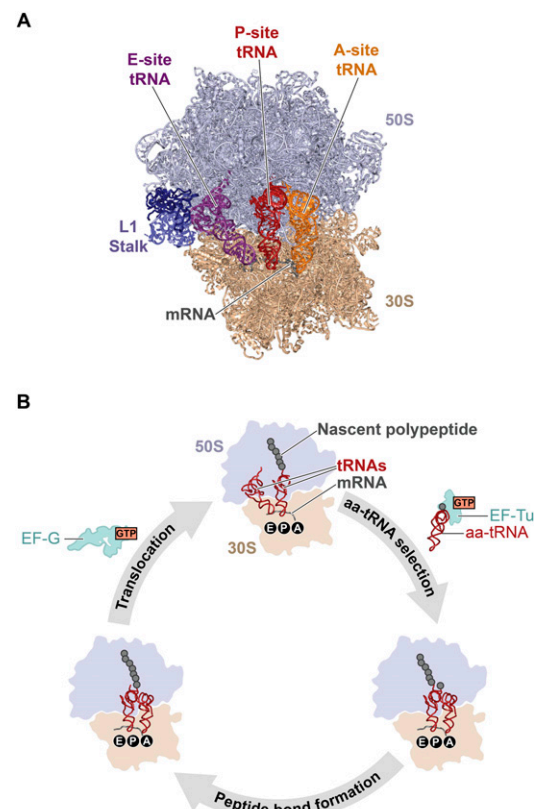 A
P-site
tRNA
E-site
tRNA
A-site
tRNA
50S
L1
Stalk
mRNA
30S
B
Nascent polypeptide
50S
tRNAs
mRNA
GTP
EF-G
GTP
EF-Tu
aa-tRNA
30S
E P A
Translocation
aa-tRNA selection
E P A
E P A
Peptide bond formation